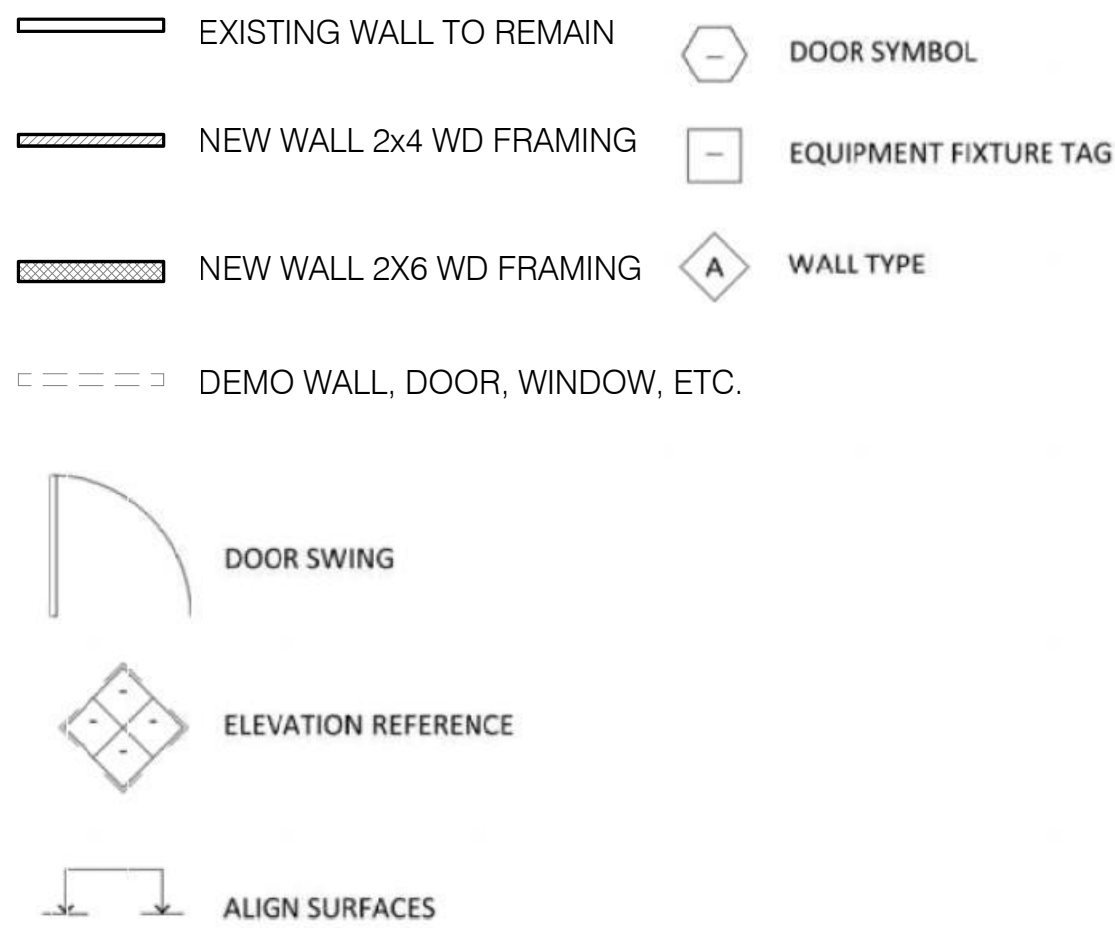 EXISTING WALL TO REMAIN
NEW WALL 2x4 WD FRAMING
NEW WALL 2X6 WD FRAMING
DEMO WALL, DOOR, WINDOW, ETC.
DOOR SWING
- 
- -
-
ELEVATION REFERENCE
ALIGN SURFACES
- DOOR SYMBOL
- EQUIPMENT FIXTURE TAG
A WALL TYPE